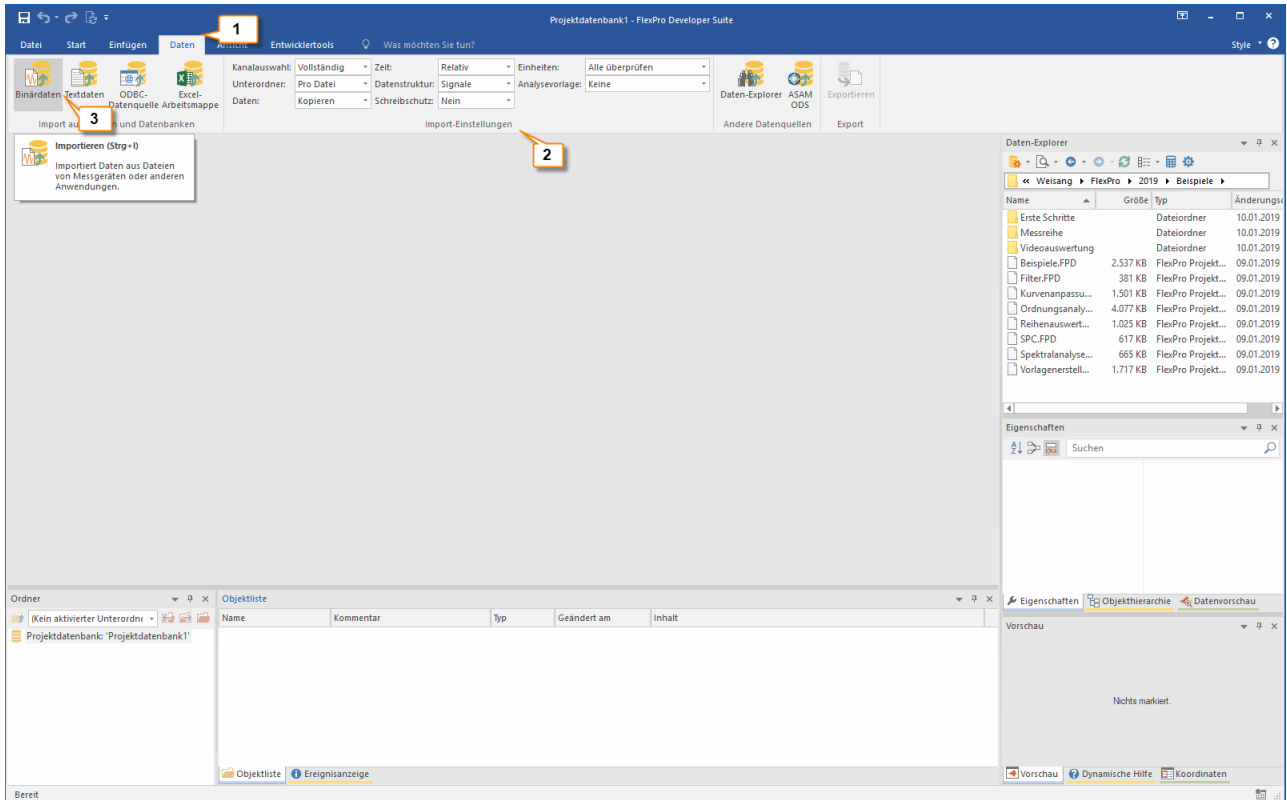 Projektdatenbank1 - FlexPro Developer Suite
1
Datei Start Einfügen Daten Ansicht Entwicklertools Was möchten Sie tun? Style ?
Kanalauswahl: Vollständig Zeit: Relativ Einheiten: Alle überprüfen
Unterordner: Pro Datei Datenstruktur: Signale Analysevorlage: Keine
Daten: Kopieren Schreibschutz: Nein
Binärdaten Textdaten ODBC- Excel- Daten-Explorer ASAM Exportieren
Datenquelle Arbeitsmappe ODS
3
Import au und Datenbanken Import-Einstellungen Andere Datenquellen Export
2
Importieren (Strg+I)
Importiert Daten aus Dateien
von Messgeräten oder anderen
Anwendungen.
Daten-Explorer
« Weisang FlexPro 2019 Beispiele
Name Größe Typ Änderungsd
Erste Schritte Dateiordner 10.01.2019
Messreihe Dateiordner 10.01.2019
Videoauswertung Dateiordner 10.01.2019
Beispiele.FPD 2.537 KB FlexPro Projekt... 09.01.2019
Filter.FPD 381 KB FlexPro Projekt... 09.01.2019
Kurvenanpassu... 1.501 KB FlexPro Projekt... 09.01.2019
Ordnungsanaly... 4.077 KB FlexPro Projekt... 09.01.2019
Reihenauswert... 1.025 KB FlexPro Projekt... 09.01.2019
SPC.FPD 617 KB FlexPro Projekt... 09.01.2019
Spektralanalyse... 665 KB FlexPro Projekt... 09.01.2019
Vorlagenerstell... 1.717 KB FlexPro Projekt... 09.01.2019
Eigenschaften
Suchen
Eigenschaften Objekthierarchie Datenvorschau
Vorschau
Nichts markiert.
Vorschau Dynamische Hilfe Koordinaten
Ordner
(Kein aktivierter Unterordne
Projektdatenbank: 'Projektdatenbank1'
Objektliste
Name Kommentar Typ Geändert am Inhalt
Objektliste Ereignisanzeige
Bereit